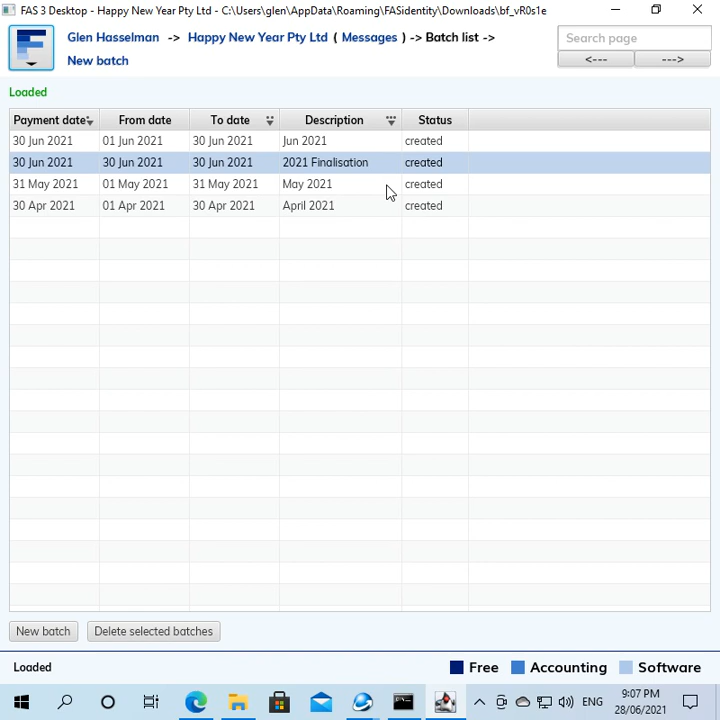 FAS 3 Desktop - Happy New Year Pty Ltd - C:\Users\glen\AppData\Roaming\FASidentity\Downloads\bf_vR0s1e
Glen Hasselman -> Happy New Year Pty Ltd ( Messages ) -> Batch list ->
New batch
Search page
<---
--->
Loaded
Payment date From date To date Description Status
30 Jun 2021 01 Jun 2021 30 Jun 2021 Jun 2021 created
30 Jun 2021 30 Jun 2021 30 Jun 2021 2021 Finalisation created
31 May 2021 01 May 2021 31 May 2021 May 2021 created
30 Apr 2021 01 Apr 2021 30 Apr 2021 April 2021 created
New batch Delete selected batches
Loaded Free Accounting Software
ENG
9:07 PM
28/06/2021